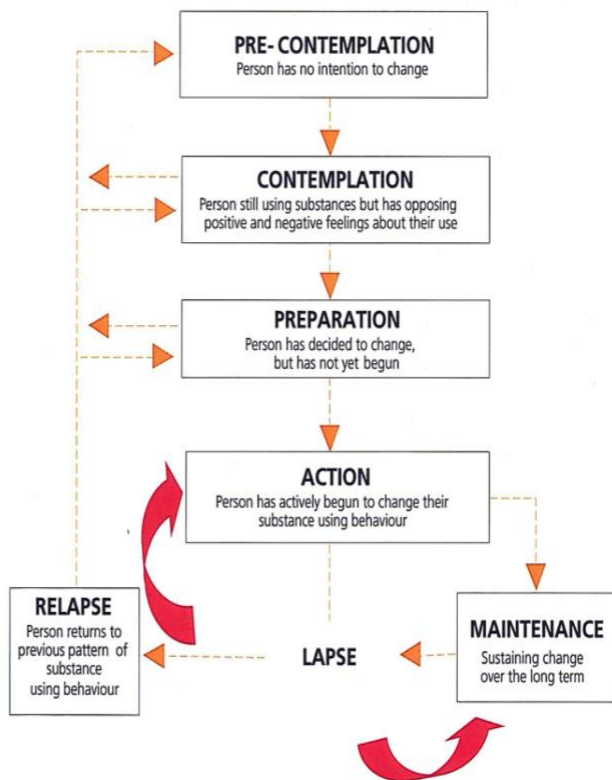 PRE- CONTEMPLATION
Person has no intention to change
CONTEMPLATION
Person still using substances but has opposing
positive and negative feelings about their use
PREPARATION
Person has decided to change,
but has not yet begun
ACTION
Person has actively begun to change their
substance using behaviour
RELAPSE
Person returns to
previous pattern of
substance
using behaviour
LAPSE
MAINTENANCE
Sustaining change
over the long term